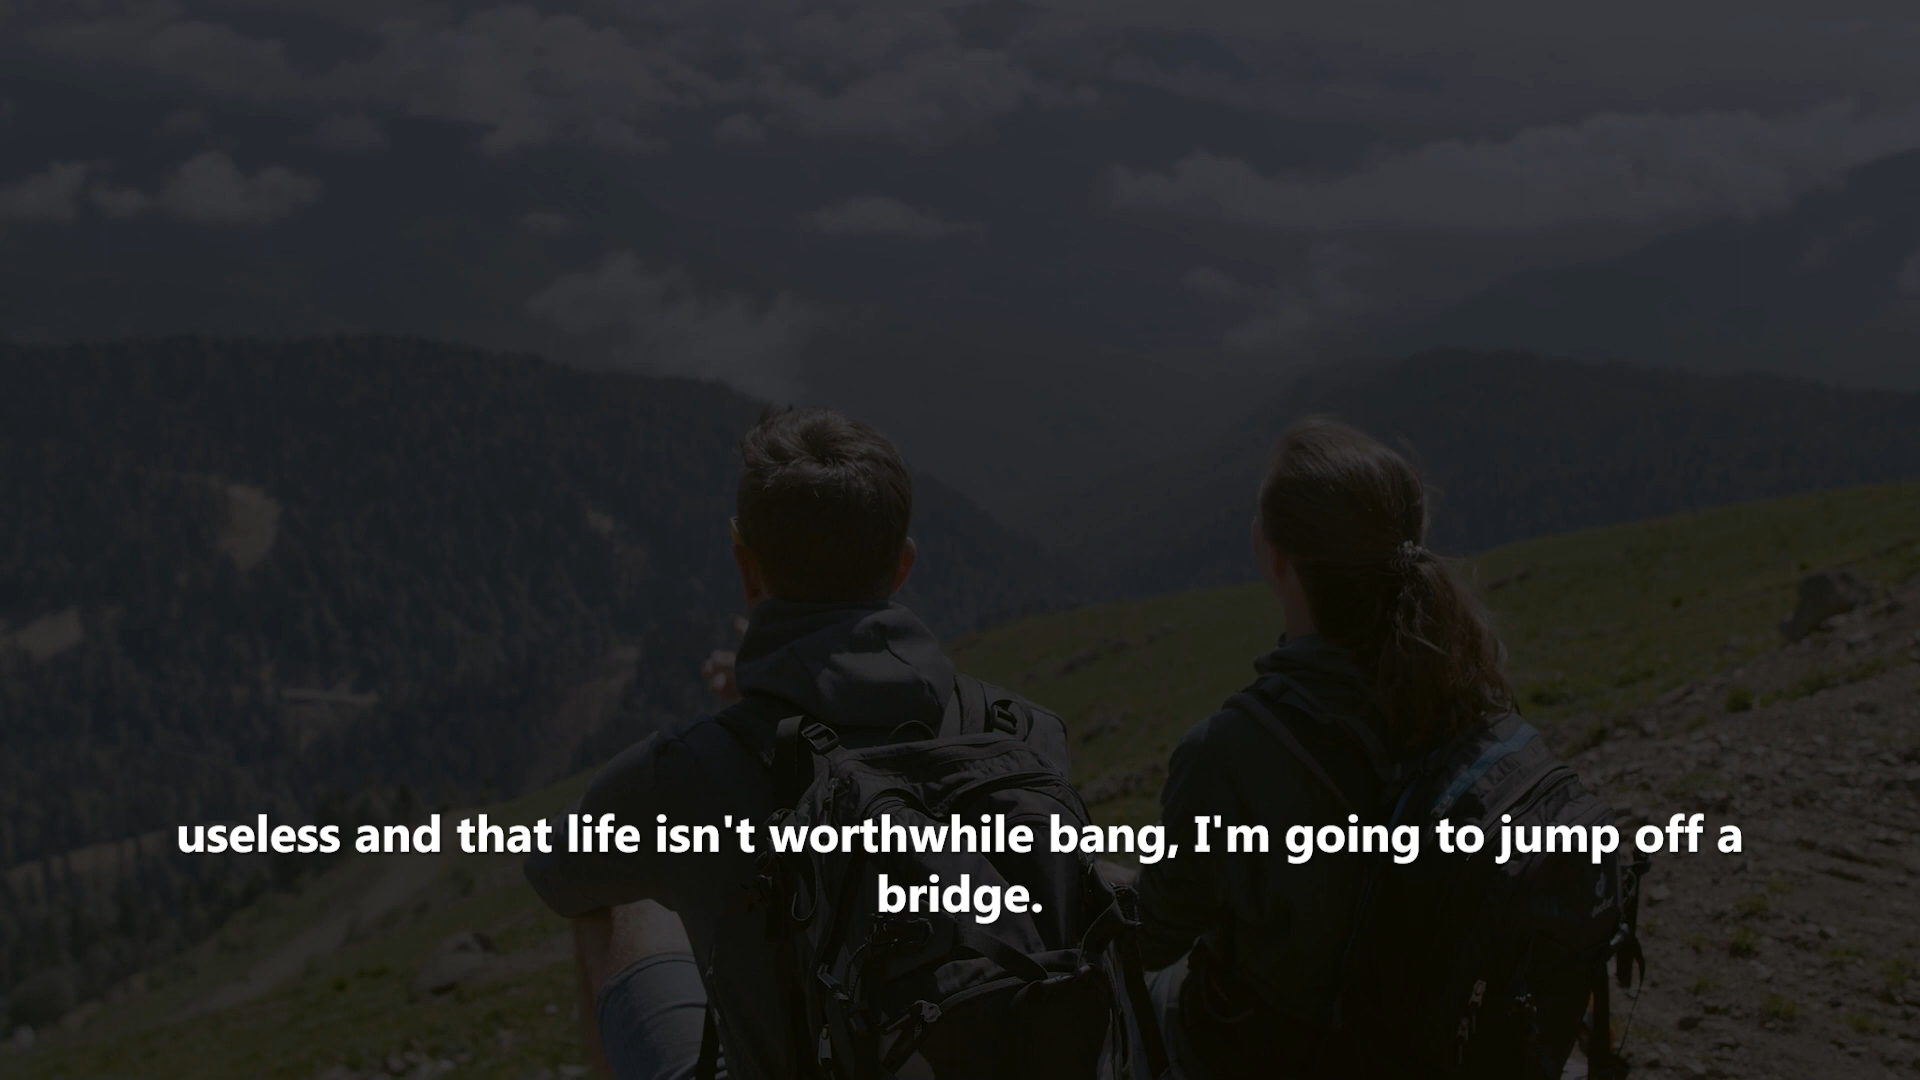 useless and that life isn't worthwhile bang, I'm going to jump off a
bridge.